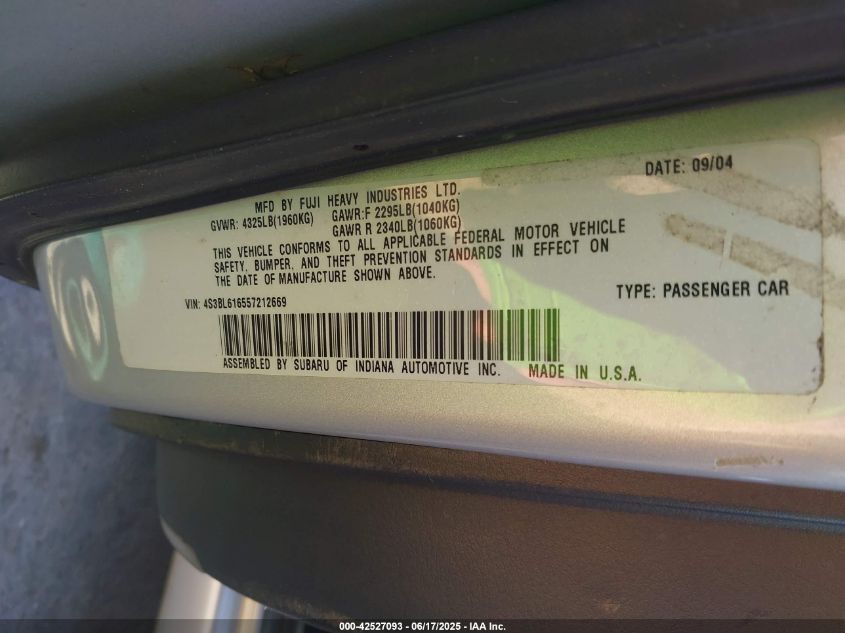 DATE: 09/04
MFD BY FUJI HEAVY INDUSTRIES LTD.
GVWR: 4325LB(1960KG) GAWR:F 2295LB(1040KG)
GAWR R 2340LB(1060KG)
THIS VEHICLE CONFORMS TO ALL APPLICABLE FEDERAL MOTOR VEHICLE
SAFETY, BUMPER, AND THEFT PREVENTION STANDARDS IN EFFECT ON
THE DATE OF MANUFACTURE SHOWN ABOVE.
VIN: 4S3BL616557212669 TYPE: PASSENGER CAR
ASSEMBLED BY SUBARU OF INDIANA AUTOMOTIVE INC. MADE IN U.S.A.
000-42527093 - 06/17/2025 - IAA Inc.